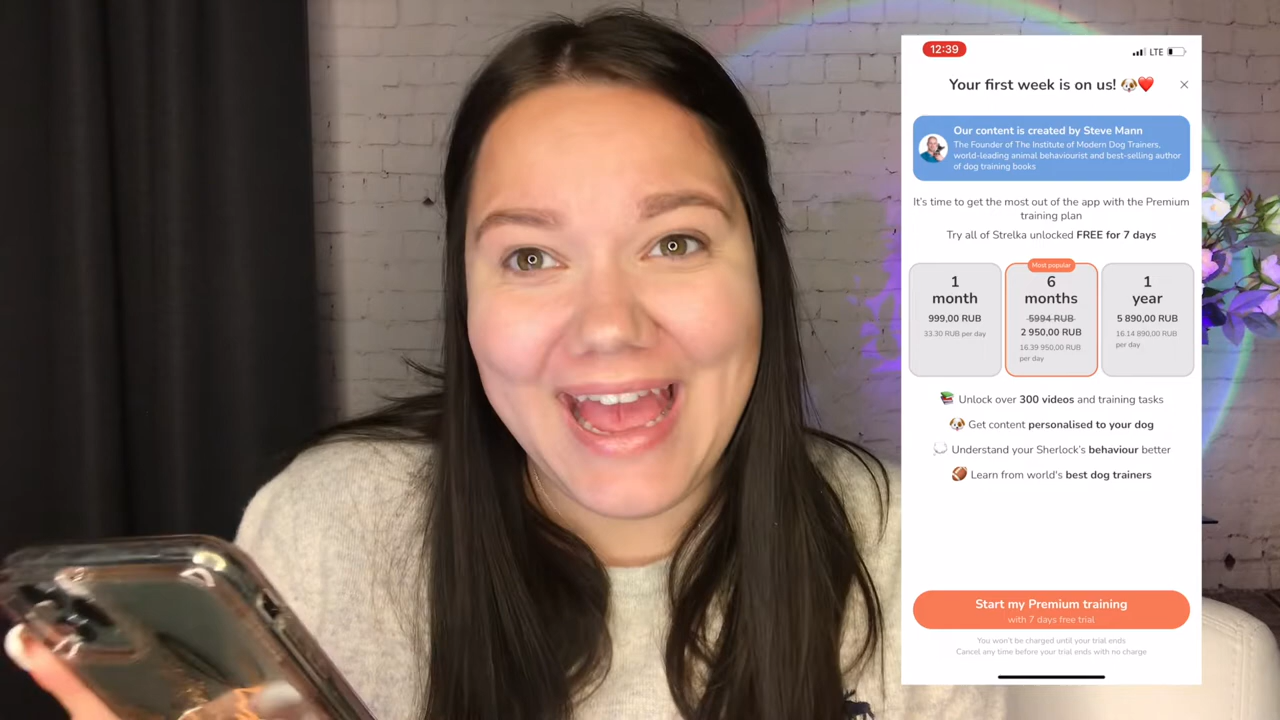 12:39
LTE
Your first week is on us! 🐶❤️
Our content is created by Steve Mann
The Founder of The Institute of Modern Dog Trainers,
world-leading animal behaviourist and best-selling author
of dog training books
It's time to get the most out of the app with the Premium
training plan
Try all of Strelka unlocked FREE for 7 days
1
month
999,00 RUB
33.30 RUB per day
Most popular
6
months
5994 RUB
2 950,00 RUB
16.39 950,00 RUB
per day
1
year
5 890,00 RUB
16.14 890,00 RUB
per day
📚 Unlock over 300 videos and training tasks
🐶 Get content personalised to your dog
💭 Understand your Sherlock's behaviour better
🏈 Learn from world's best dog trainers
Start my Premium training
with 7 days free trial
You won't be charged until your trial ends
Cancel any time before your trial ends with no charge